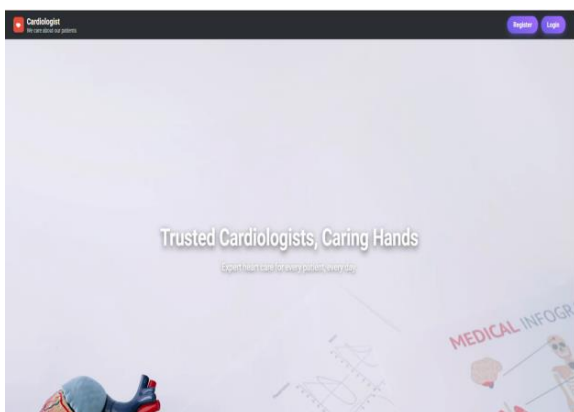 Cardiologist
We care about our patients
Register
Login
Trusted Cardiologists, Caring Hands
Expert heart care for every patient, every day
MEDICAL INFOGR